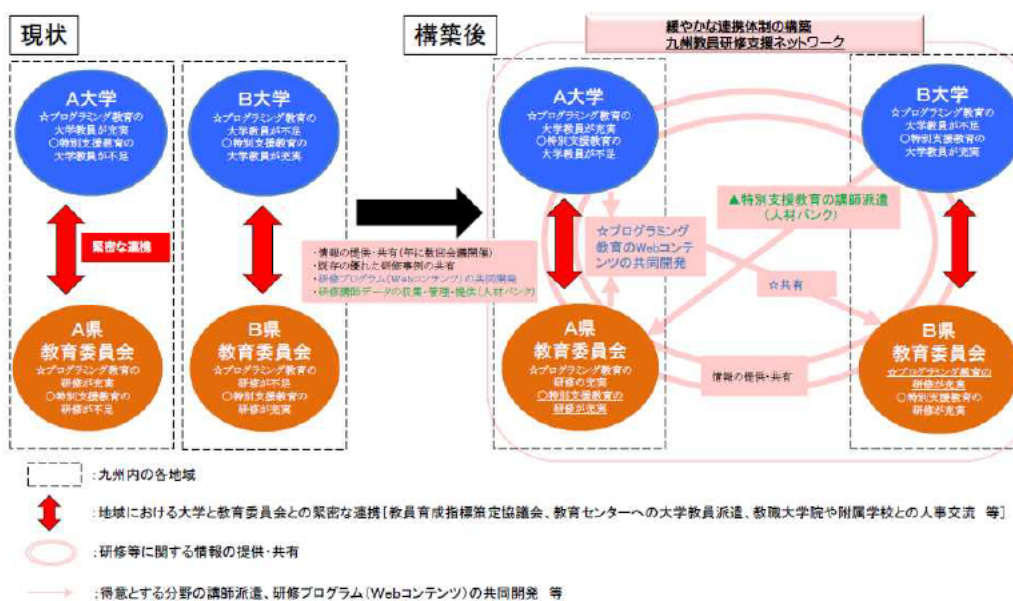 現状
A大学
☆プログラミング教育の
大学教員が充実
〇特別支援教育の
大学教員が不足
緊密な連携
A県
教育委員会
☆プログラミング教育の
研修が充実
〇特別支援教育の
研修が不足
B大学
☆プログラミング教育の
大学教員が不足
〇特別支援教育の
大学教員が充実
B県
教育委員会
☆プログラミング教育の
研修が不足
〇特別支援教育の
研修が充実
・情報の提供・共有(年に数回会議開催)
・既存の優れた研修事例の共有
・研修プログラム(Webコンテンツ)の共同開発
・研修講師データの収集・管理・提供(人材バンク)
構築後
緩やかな連携体制の構築
九州教員研修支援ネットワーク
A大学
☆プログラミング教育の
大学教員が充実
〇特別支援教育の
大学教員が不足
☆プログラミング
教育のWebコンテ
ンツの共同開発
A県
教育委員会
☆プログラミング教育の
研修の充実
〇特別支援教育の
研修が充実
▲特別支援教育の講師派遣
(人材バンク)
☆共有
情報の提供・共有
B大学
☆プログラミング教育の
大学教員が不足
〇特別支援教育の
大学教員が充実
B県
教育委員会
☆プログラミング教育の
研修が充実
〇特別支援教育の
研修が充実
:九州内の各地域
:地域における大学と教育委員会との緊密な連携[教員育成指標策定協議会、教育センターへの大学教員派遣、教職大学院や附属学校との人事交流 等]
:研修等に関する情報の提供・共有
:得意とする分野の講師派遣、研修プログラム(Webコンテンツ)の共同開発 等